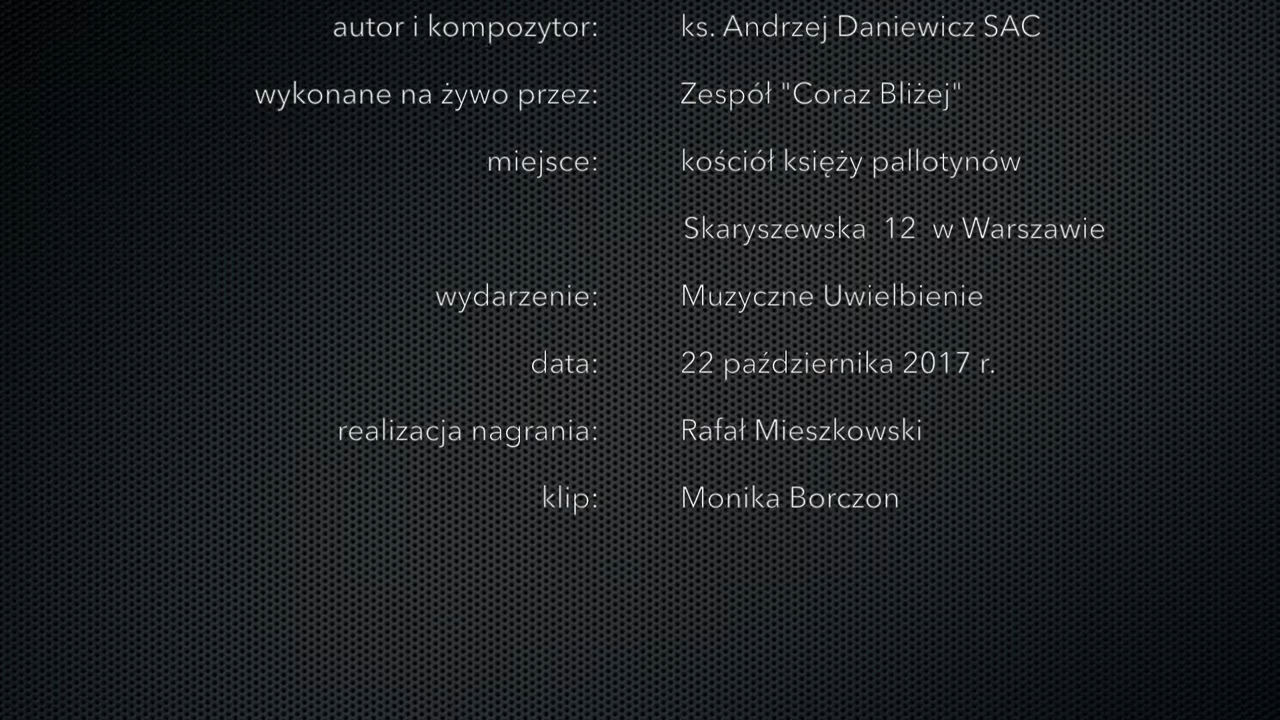 autor i kompozytor: ks. Andrzej Daniewicz SAC
wykonane na żywo przez: Zespół "Coraz Bliżej"
miejsce: kościół księży pallotynów
Skaryszewska 12 w Warszawie
wydarzenie: Muzyczne Uwielbienie
data: 22 października 2017 r.
realizacja nagrania: Rafał Mieszkowski
klip: Monika Borczon